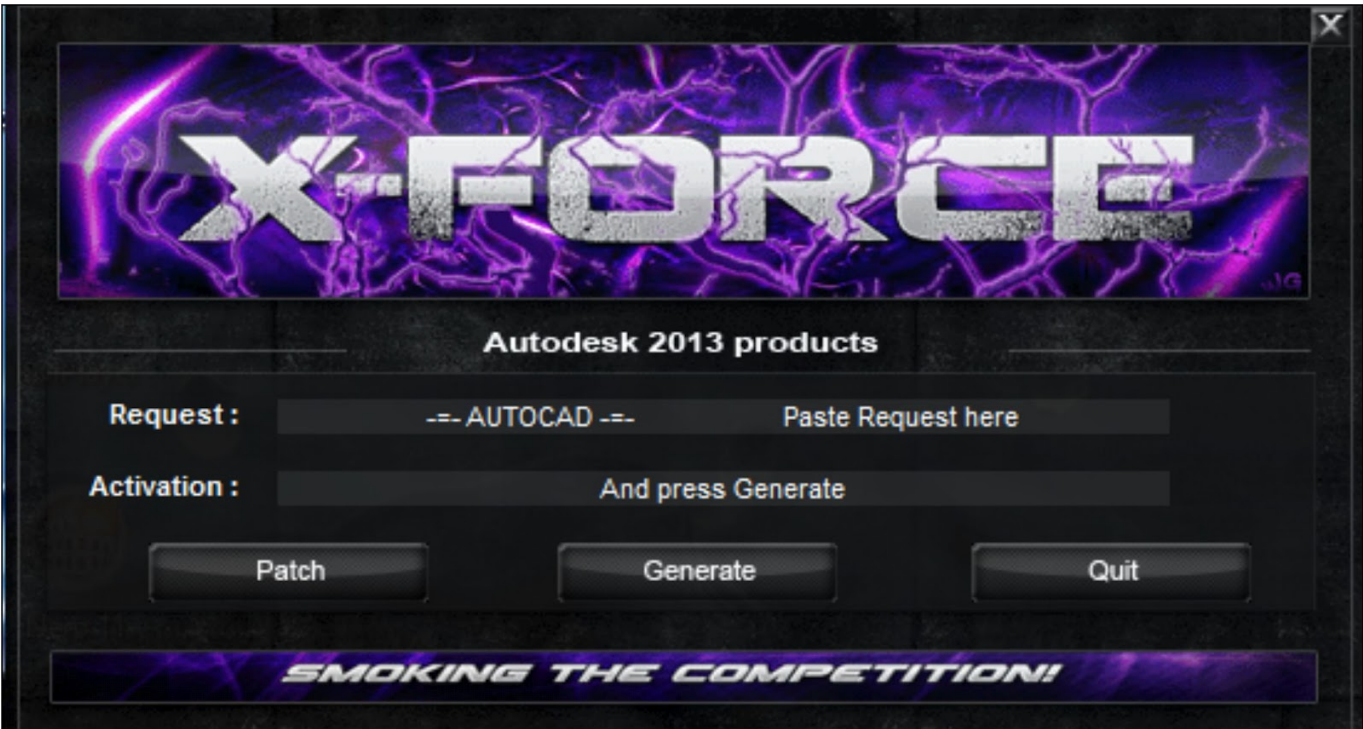 X
X-FORCE
Autodesk 2013 products
Request : -=- AUTOCAD -=- Paste Request here
Activation : And press Generate
Patch Generate Quit
SMOKING THE COMPETITION!